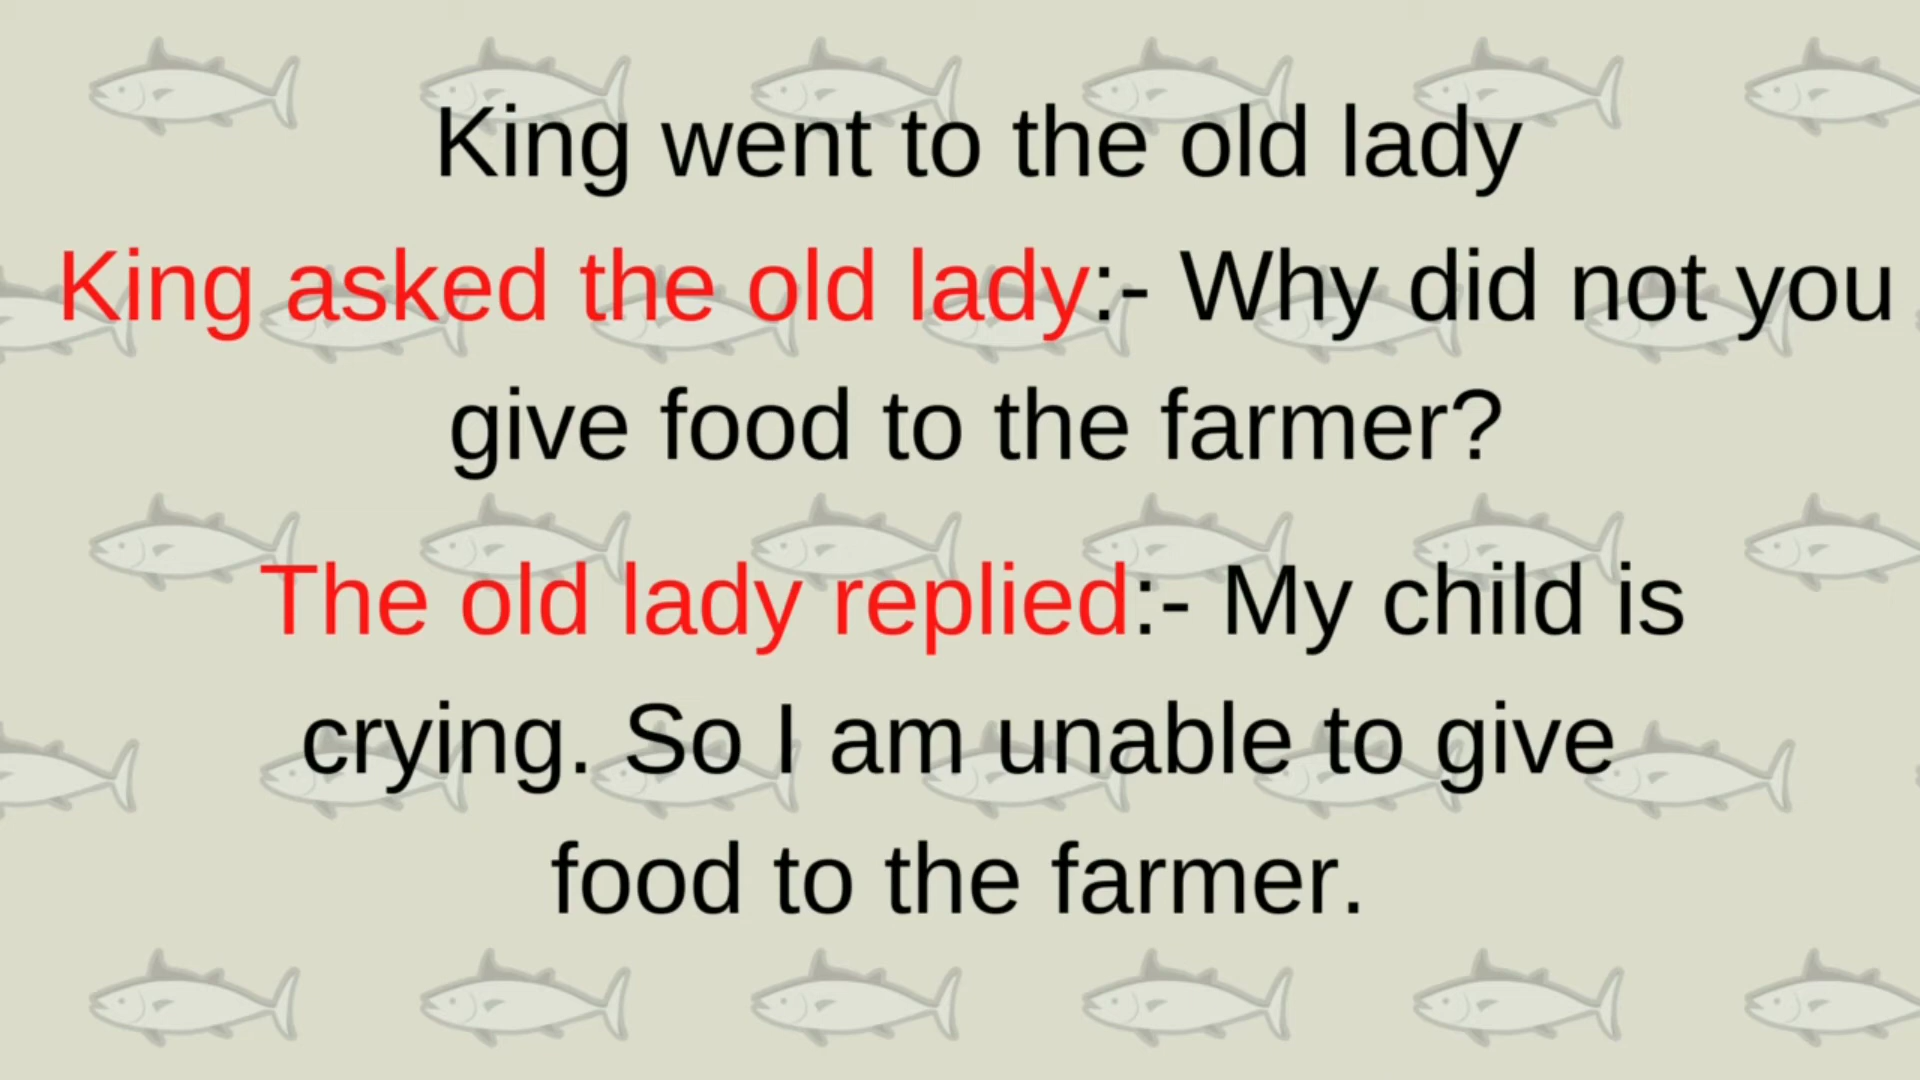 King went to the old lady
King asked the old lady:- Why did not you
give food to the farmer?
The old lady replied:- My child is
crying. So I am unable to give
food to the farmer.